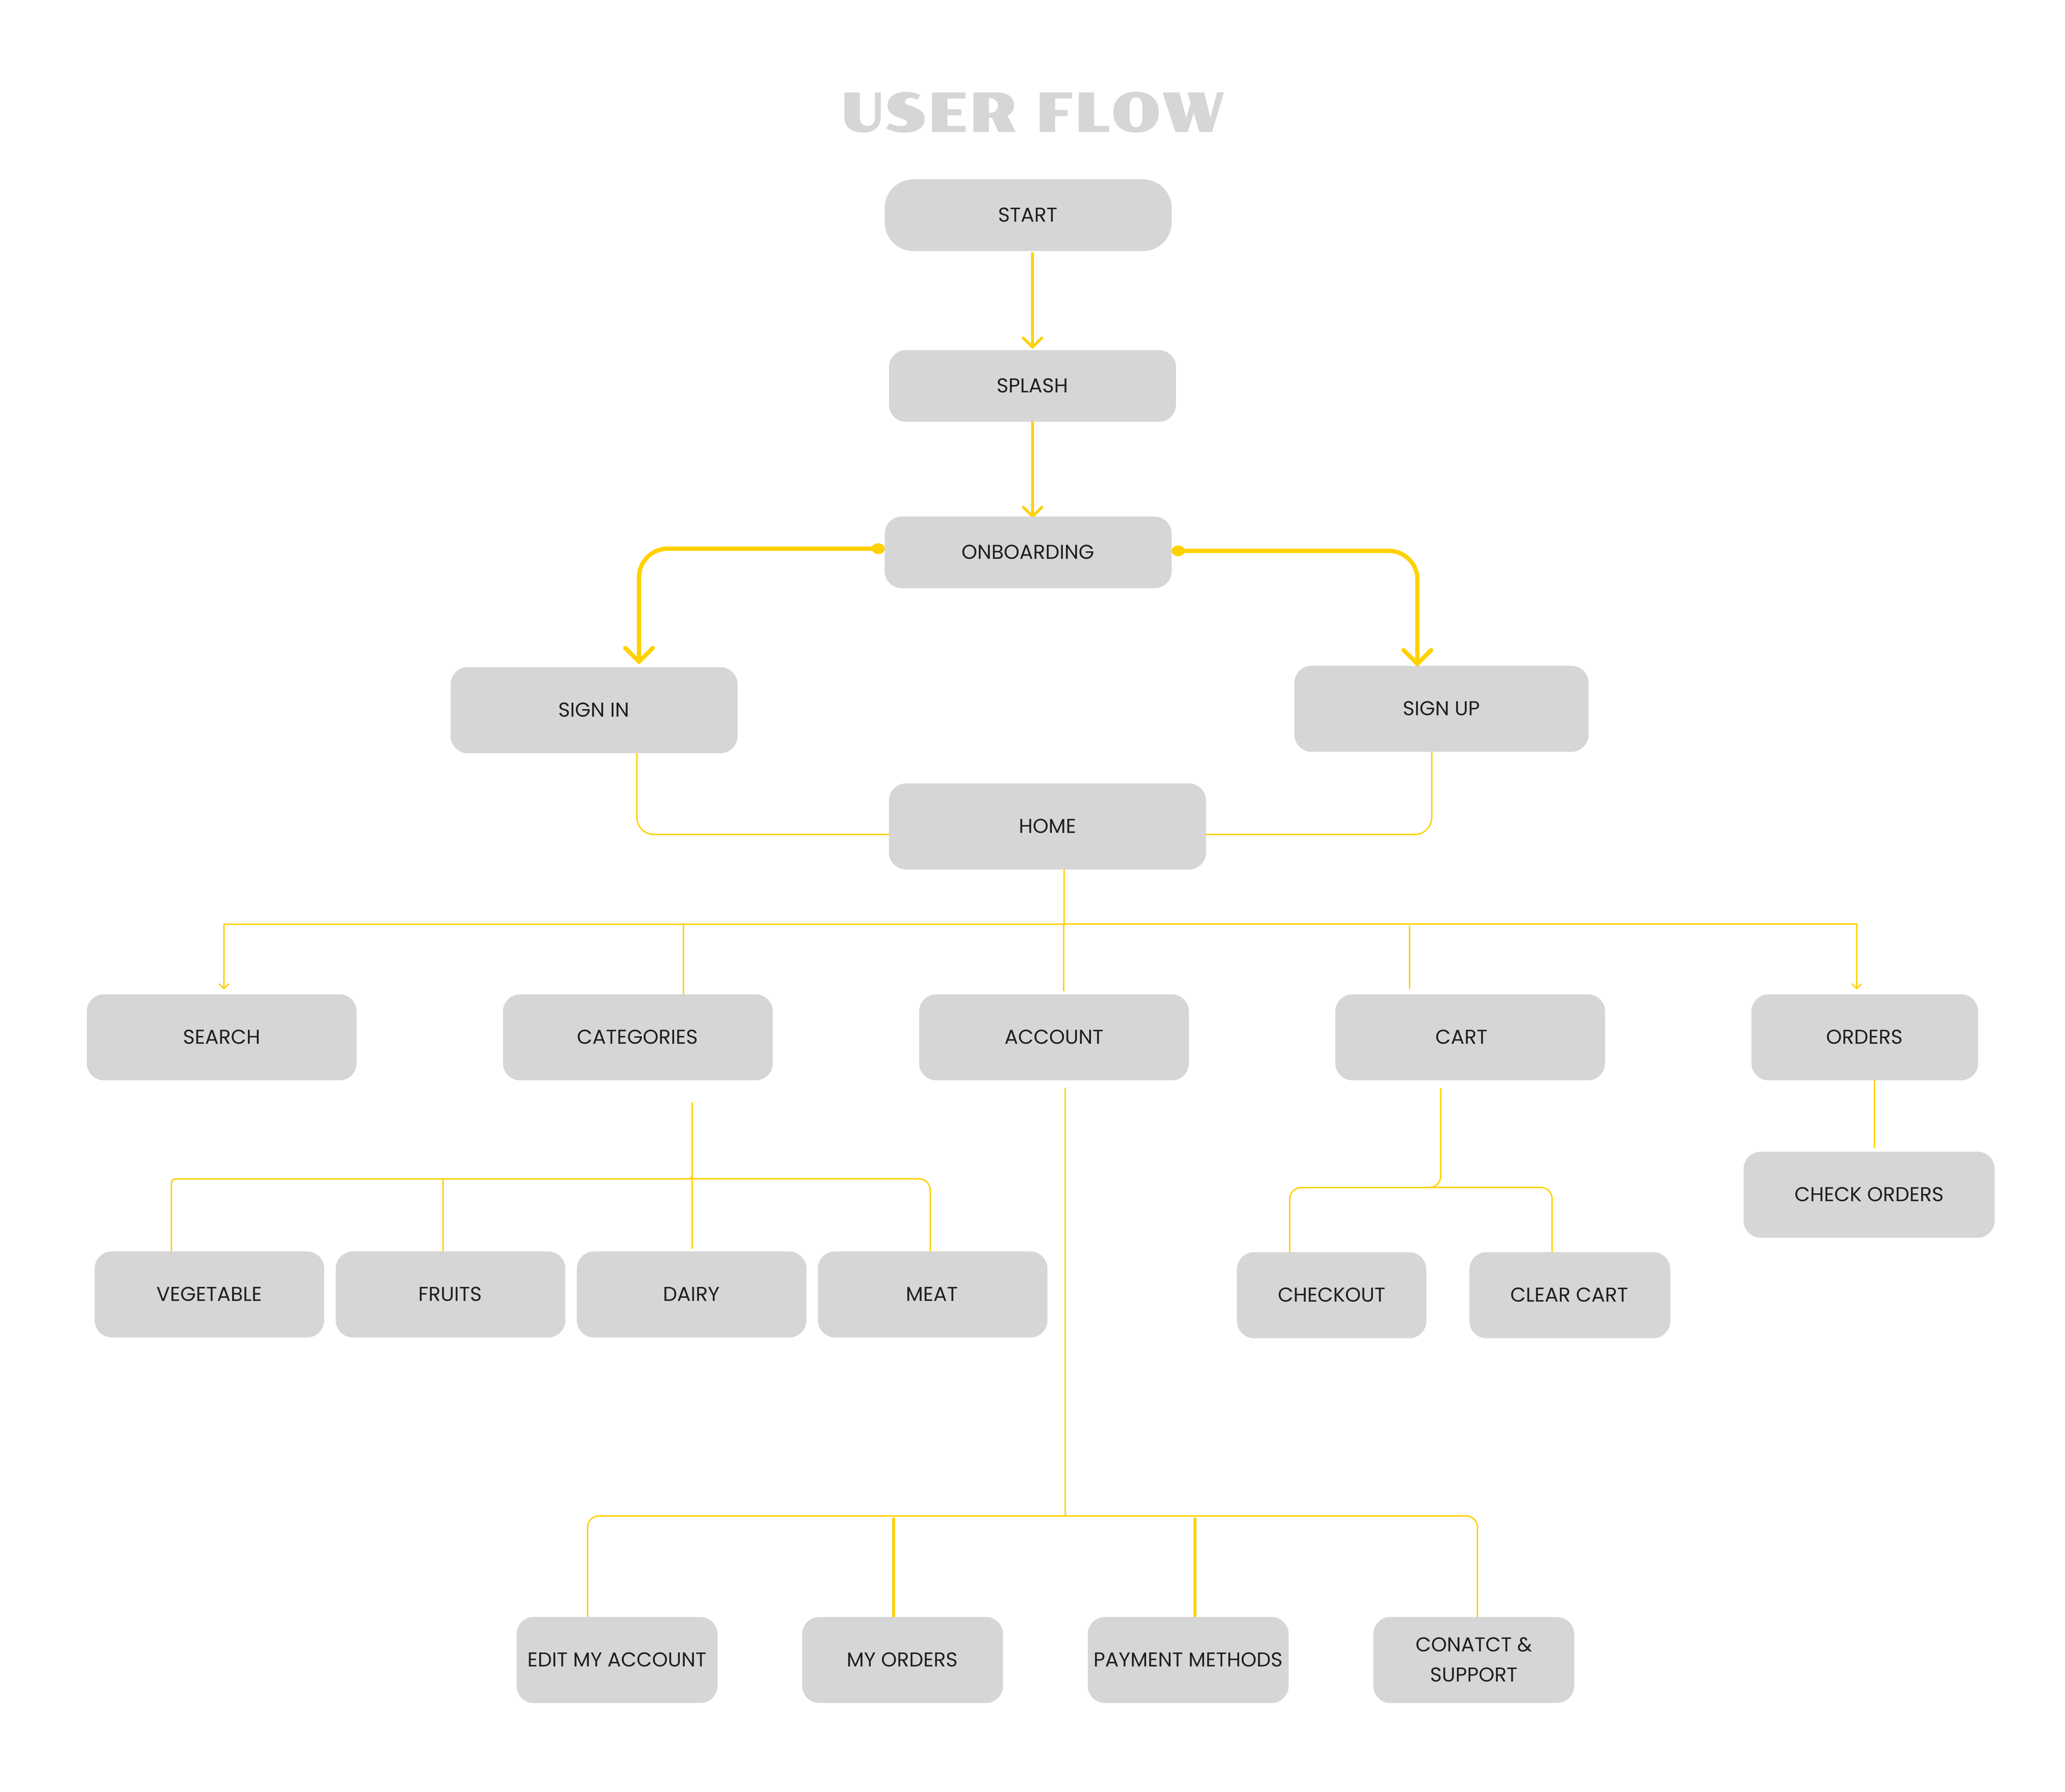 USER FLOW
START
SPLASH
ONBOARDING
SIGN IN
SIGN UP
HOME
SEARCH
CATEGORIES
ACCOUNT
CART
ORDERS
CHECK ORDERS
VEGETABLE
FRUITS
DAIRY
MEAT
CHECKOUT
CLEAR CART
EDIT MY ACCOUNT
MY ORDERS
PAYMENT METHODS
CONATCT &
SUPPORT